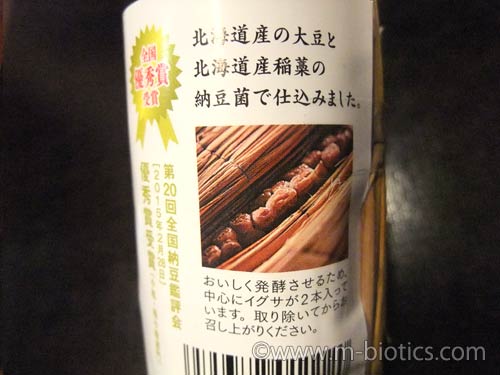 全国
優秀賞
受賞
北海道産の大豆と
北海道産稲藁の
納豆菌で仕込みました。
第20回全国納豆鑑評会
[2015年2月26日]
優秀賞受賞
おいしく発酵させるため、
中心にイグサが2本入って
います。取り除いてからお
召し上がりください。
©www.m-biotics.com